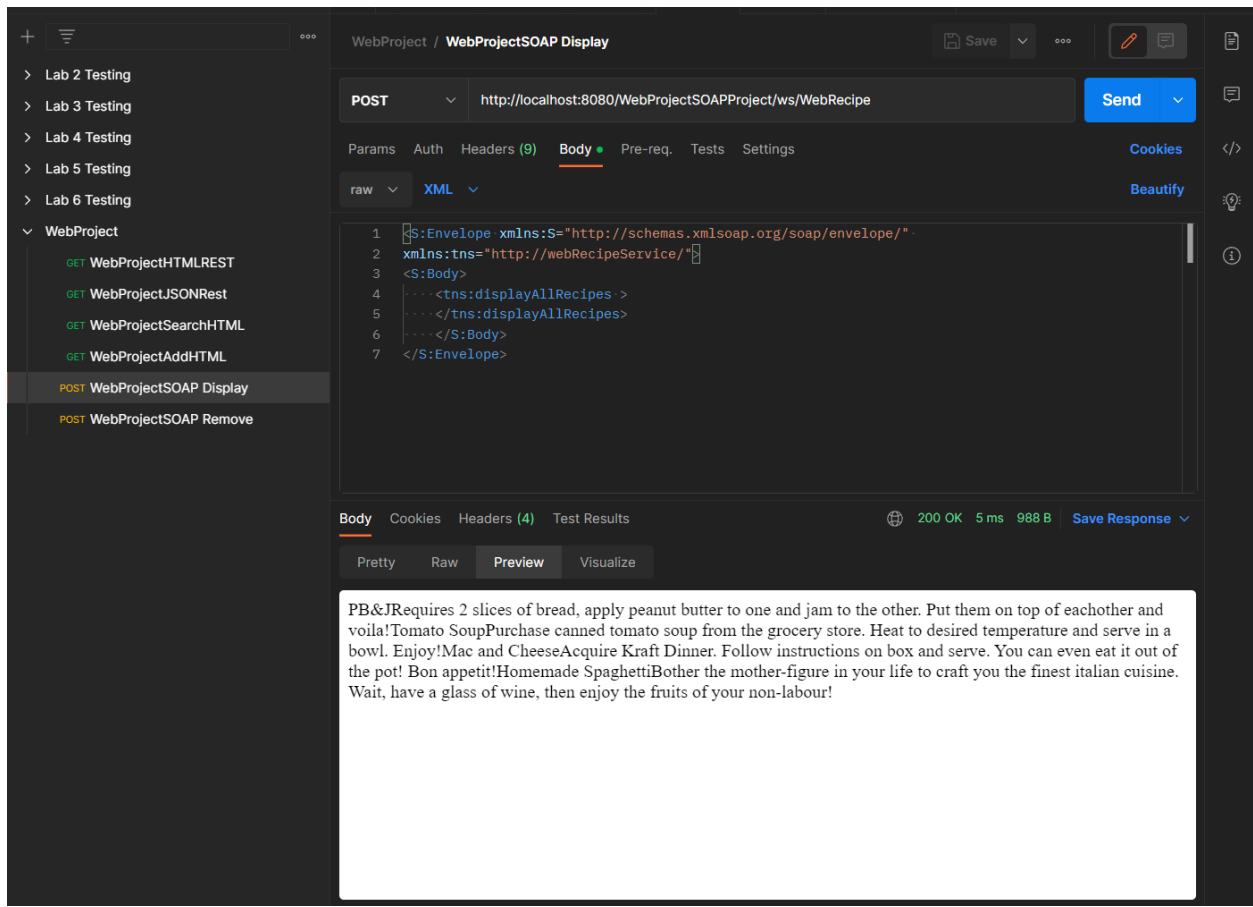 WebProject / WebProjectSOAP Display
Save
Lab 2 Testing
Lab 3 Testing
Lab 4 Testing
Lab 5 Testing
Lab 6 Testing
WebProject
GET WebProjectHTMLREST
GET WebProjectJSONRest
GET WebProjectSearchHTML
GET WebProjectAddHTML
POST WebProjectSOAP Display
POST WebProjectSOAP Remove
POST http://localhost:8080/WebProjectSOAPProject/ws/WebRecipe Send
Params Auth Headers (9) Body Pre-req. Tests Settings Cookies
raw XML Beautify
1 <S:Envelope xmlns:S="http://schemas.xmlsoap.org/soap/envelope/"
2 xmlns:tns="http://webRecipeService/">
3 <S:Body>
4 <tns:displayAllRecipes >
5 </tns:displayAllRecipes>
6 </S:Body>
7 </S:Envelope>
Body Cookies Headers (4) Test Results 200 OK 5 ms 988 B Save Response
Pretty Raw Preview Visualize
PB&JRequires 2 slices of bread, apply peanut butter to one and jam to the other. Put them on top of eachother and
voila!Tomato SoupPurchase canned tomato soup from the grocery store. Heat to desired temperature and serve in a
bowl. Enjoy!Mac and CheeseAcquire Kraft Dinner. Follow instructions on box and serve. You can even eat it out of
the pot! Bon appetit!Homemade SpaghettiBother the mother-figure in your life to craft you the finest italian cuisine.
Wait, have a glass of wine, then enjoy the fruits of your non-labour!